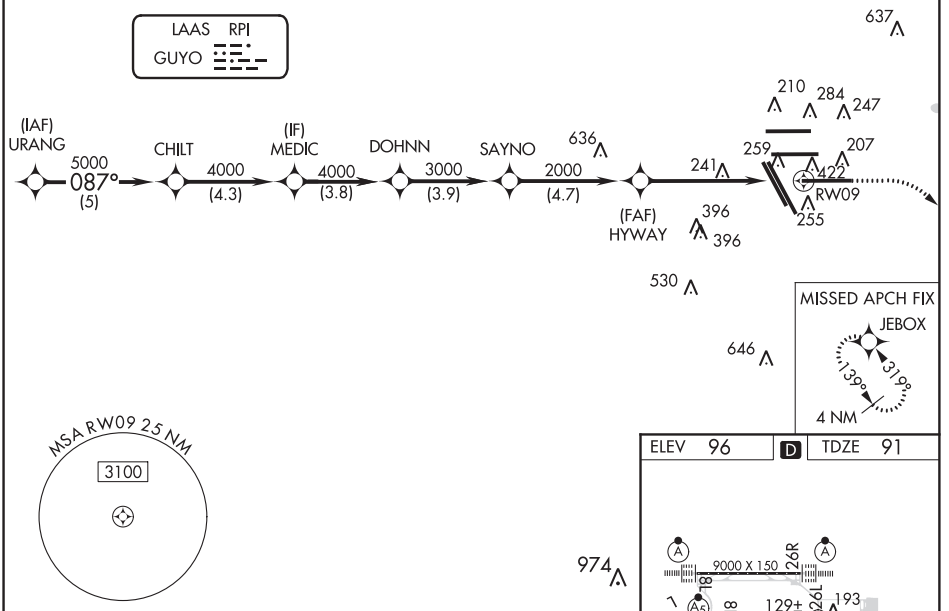 637
LAAS RPI
GUYO
210
284
247
(IAF)
URANG
CHILT
(IF)
MEDIC
DOHNN
SAYNO
636
259
207
5000
087°
(5)
4000
(4.3)
4000
(3.8)
3000
(3.9)
2000
(4.7)
241
422
RW09
(FAF)
HYWAY
396
396
255
530
MISSED APCH FIX
JEBOX
646
139°
319°
4 NM
MSA RW09 25 NM
3100
ELEV 96
D
TDZE 91
974
A
A
9000 X 150
26R
18L
A5
8
129±
26L
193